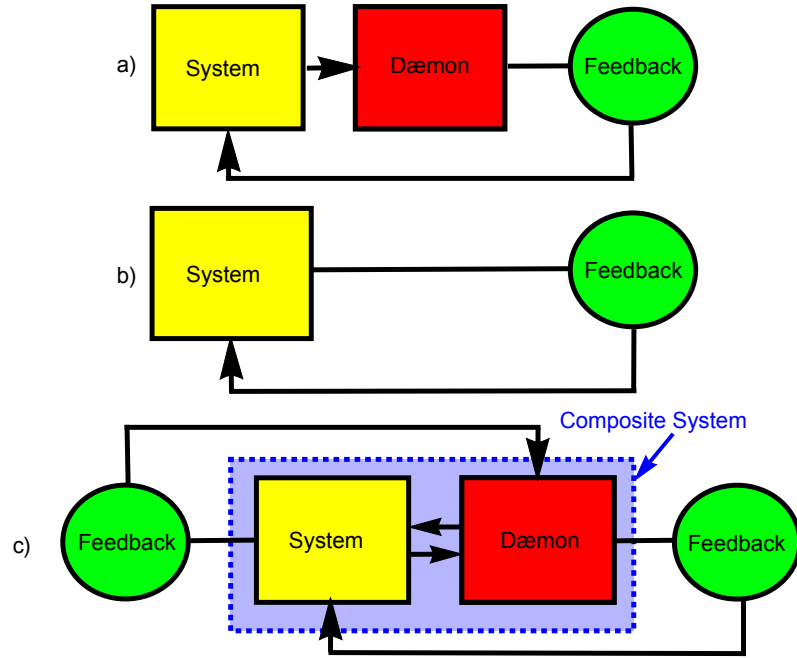 a)
System
Dæmon
Feedback
b)
System
Feedback
Composite System
c)
Feedback
System
Dæmon
Feedback